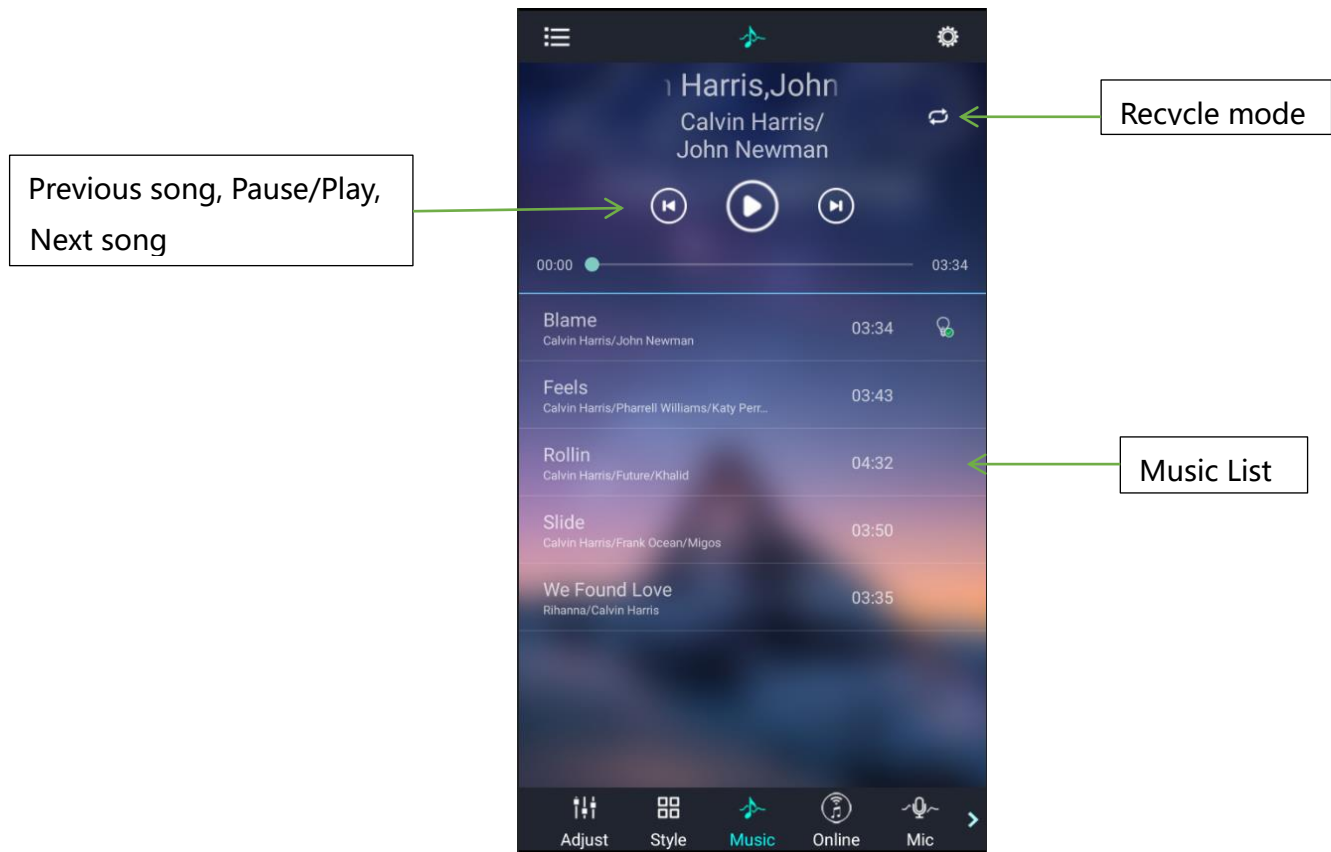 n Harris,John
Calvin Harris/
John Newman
Recycle mode
Previous song, Pause/Play,
Next song
00:00
03:34
Blame
Calvin Harris/John Newman
03:34
Feels
Calvin Harris/Pharrell Williams/Katy Perr...
03:43
Rollin
Calvin Harris/Future/Khalid
04:32
Music List
Slide
Calvin Harris/Frank Ocean/Migos
03:50
We Found Love
Rihanna/Calvin Harris
03:35
Adjust
Style
Music
Online
Mic